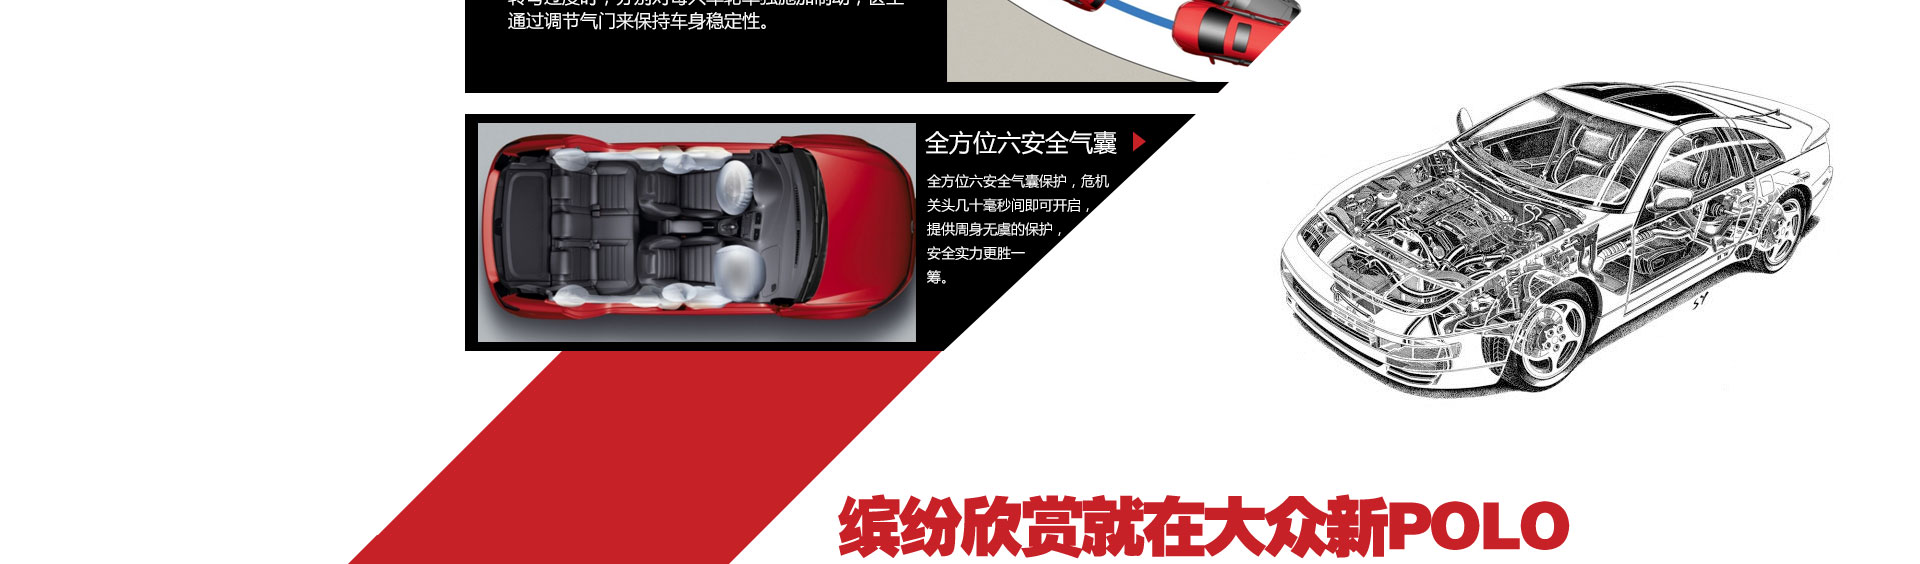 通过调节气门来保持车身稳定性。
全方位六安全气囊
全方位六安全气囊保护，危机
关头几十毫秒间即可开启，
提供周身无虞的保护，
安全实力更胜一
筹。
缤纷欣赏就在大众新POLO